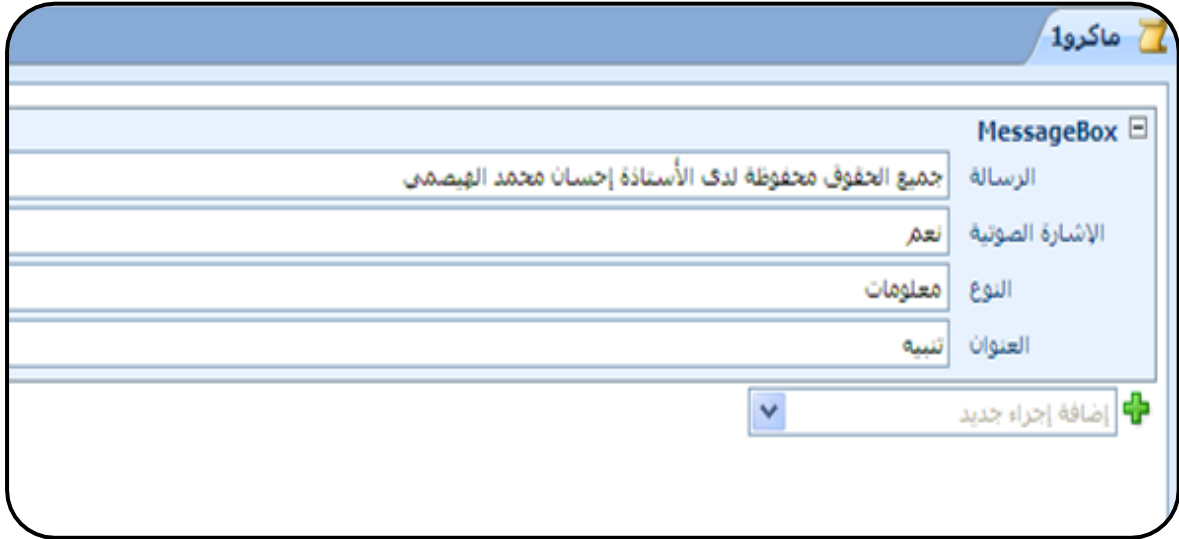 ماكرو1
MessageBox
الرسالة جميع الحقوق محفوظة لدى الأستاذة إحسان محمد الهيصمي
الإشارة الصوتية نعم
النوع معلومات
العنوان تنبيه
إضافة إجراء جديد